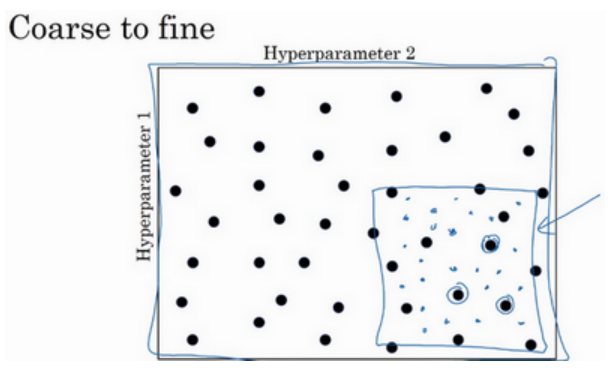 Coarse to fine
Hyperparameter 2
Hyperparameter 1